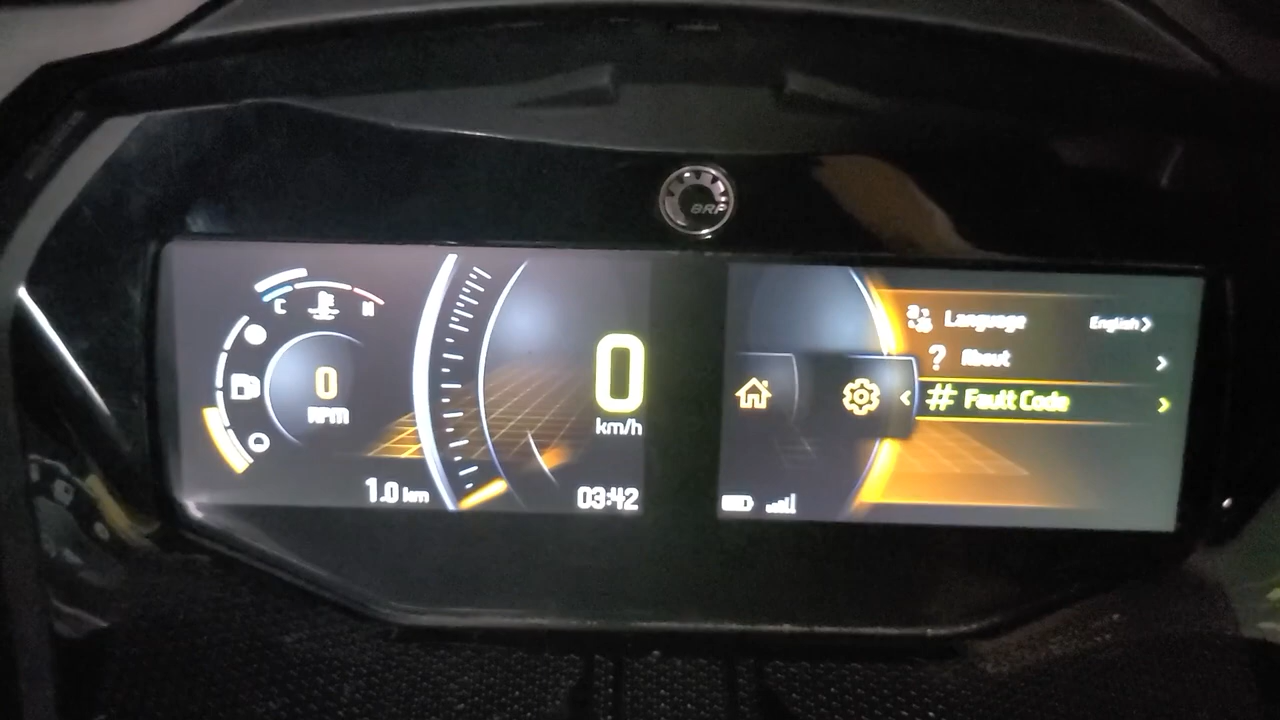 BRP
C H
0
rpm
1.0 km
0
km/h
03:42
Language English
? About
# Fault Code